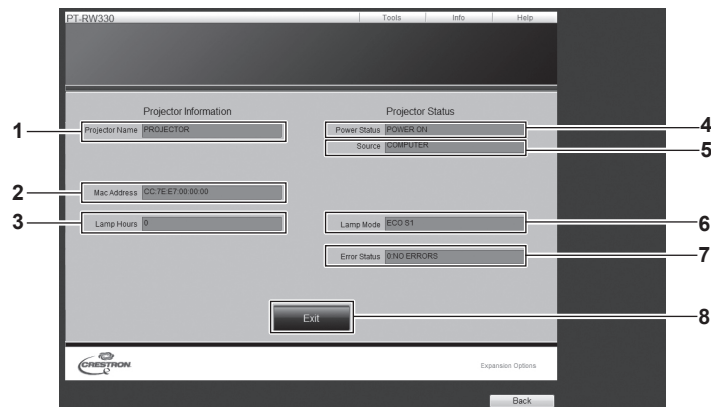 PT-RW330
Tools Info Help
Projector Information
Projector Status
1 Projector Name PROJECTOR
Power Status POWER ON 4
Source COMPUTER 5
2 Mac Address CC:7E:E7:00:00:00
3 Lamp Hours 0
Lamp Mode ECO S1 6
Error Status 0:NO ERRORS 7
Exit 8
CRESTRON
Expansion Options
Back